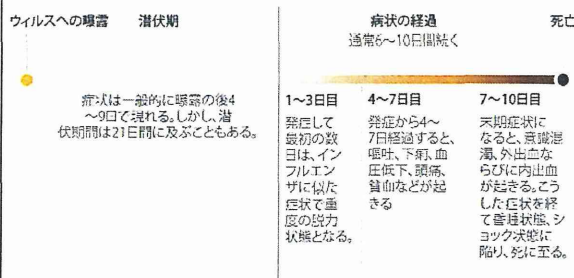 ウィルスへの曝露 潜伏期 病状の経過 死亡
通常6～10日間続く
症状は一般的に曝露の後4
～9日で現れる。しかし、潜
伏期間は21日間に及ぶこともある。
1～3日目
発症して
最初の数
日は、イン
フルエン
ザに似た
症状で重
度の脱力
状態となる。
4～7日目
発症から4～
7日経過すると、
嘔吐、下痢、血
圧低下、頭痛、
貧血などが起
きる
7～10日目
末期症状に
なると、意識混
濁、外出血な
らびに内出血
が起きる。こう
した症状を経
て昏睡状態、シ
ョック状態に
陥り、死に至る。